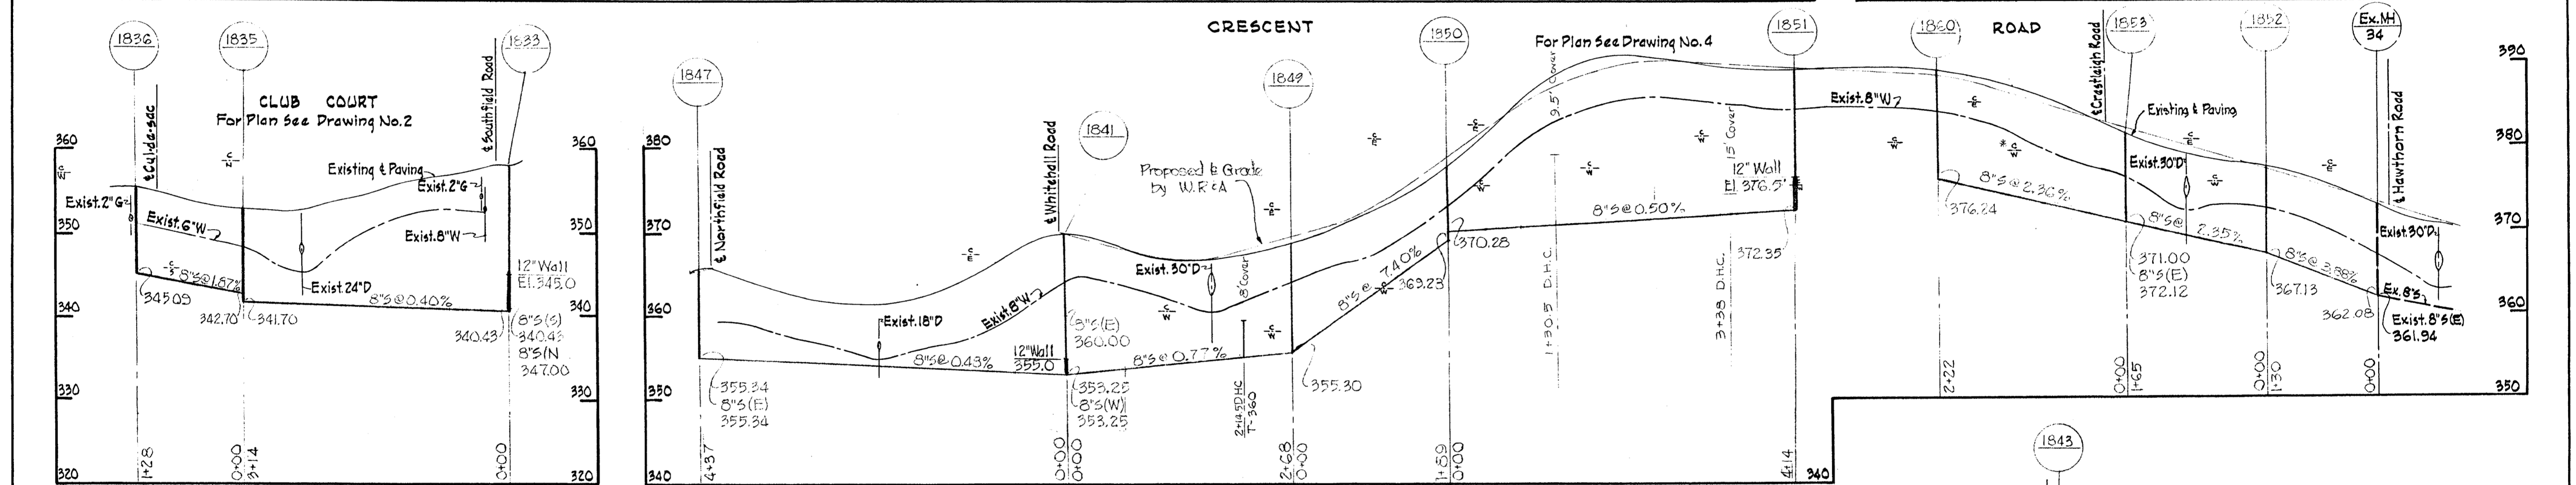 1836
1835
1833
¢ Cul-de-sac
¢ Southfield Road
CLUB COURT
For Plan See Drawing No.2
360
360
Existing ¢ Paving
Exist.2"G
Exist.2"G
Exist.6"W
Exist.8"W
350
350
8"S@1.87%
Exist.24"D
8"S@0.40%
12"Wall
El.345.0
345.09
342.70
341.70
340
340
340.43
8"S(S)
340.43
8"S(N
347.00
330
330
320
320
1+28
0+00
3+14
0+00
CRESCENT
ROAD
1847
1841
1849
1850
1851
1860
1853
1852
Ex.MH
34
For Plan See Drawing No.4
¢ Northfield Road
¢ Whitehall Road
¢ Crestleigh Road
¢ Hawthorn Road
380
370
360
350
340
Proposed ¢ Grade
by W.R.&A
Exist.18"D
Exist.8"W
Exist.30"D
8' Cover
9.5' Cover
15' Cover
8"S@0.43%
12"Wall
355.0
8"S(E)
360.00
8"S@0.77%
8"S@ 7.40%
355.34
8"S(E)
355.34
353.25
8"S(W)
353.25
2+14.5DHC
T-360
355.30
370.28
369.23
1+30.5 D.H.C.
8"S@0.50%
3+38 D.H.C.
12" Wall
El. 376.5'
372.35'
Exist.8"W
4+37
0+00
0+00
2+68
0+00
1+89
0+00
4+14
340
Existing ¢ Paving
Exist.30"D
Exist.30"D
8"S@2.36%
376.24
8"S@ 2.35%
371.00
8"S(E)
372.12
8"S@3.88%
367.13
362.08
Ex.8"S
Exist.8"S(E)
361.94
390
380
370
360
350
2+22
0+00
1+65
0+00
1+30
0+00
1843